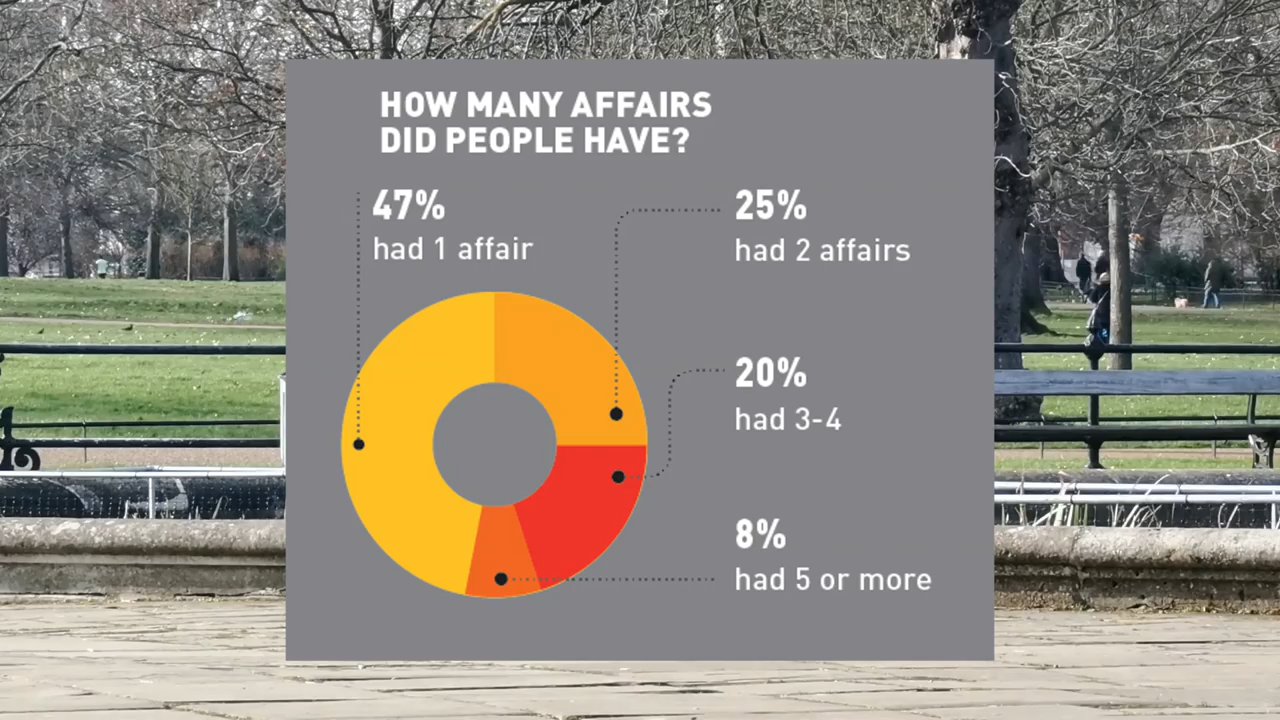 HOW MANY AFFAIRS
DID PEOPLE HAVE?
47%
had 1 affair
25%
had 2 affairs
20%
had 3-4
8%
had 5 or more